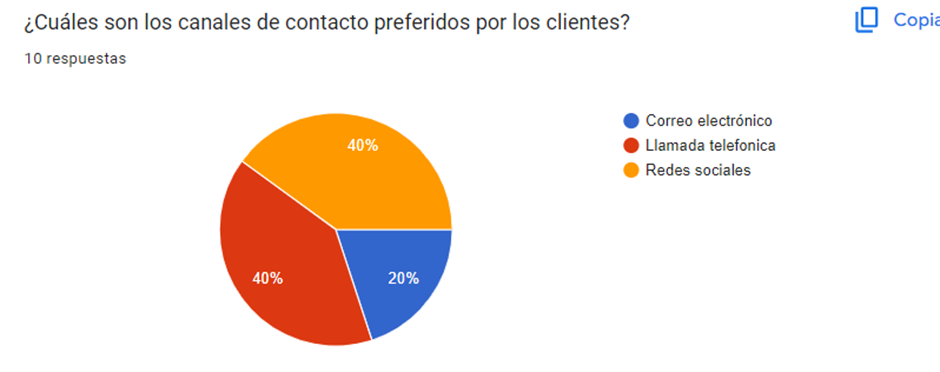 ¿Cuáles son los canales de contacto preferidos por los clientes?
Copia
10 respuestas
Correo electrónico
Llamada telefonica
Redes sociales
40%
40%
20%